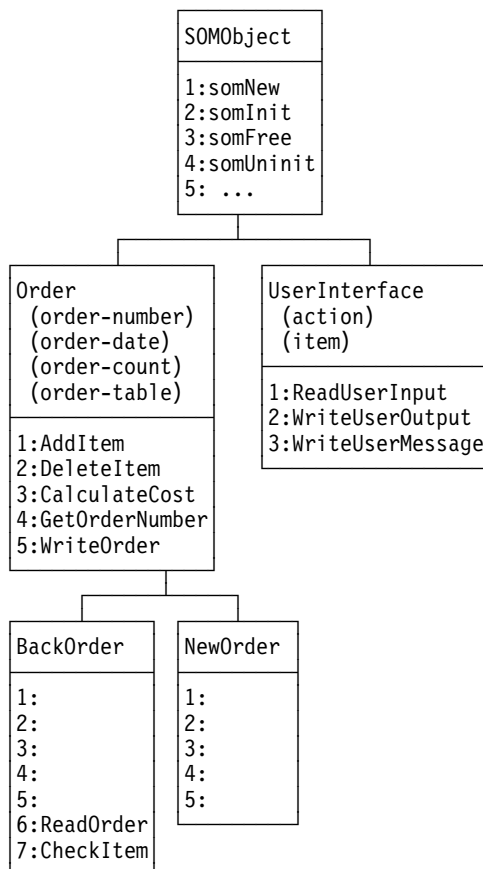 SOMObject
1:somNew
2:somInit
3:somFree
4:somUninit
5: ...
Order
(order-number)
(order-date)
(order-count)
(order-table)
1:AddItem
2:DeleteItem
3:CalculateCost
4:GetOrderNumber
5:WriteOrder
UserInterface
(action)
(item)
1:ReadUserInput
2:WriteUserOutput
3:WriteUserMessage
BackOrder
1:
2:
3:
4:
5:
6:ReadOrder
7:CheckItem
NewOrder
1:
2:
3:
4:
5: